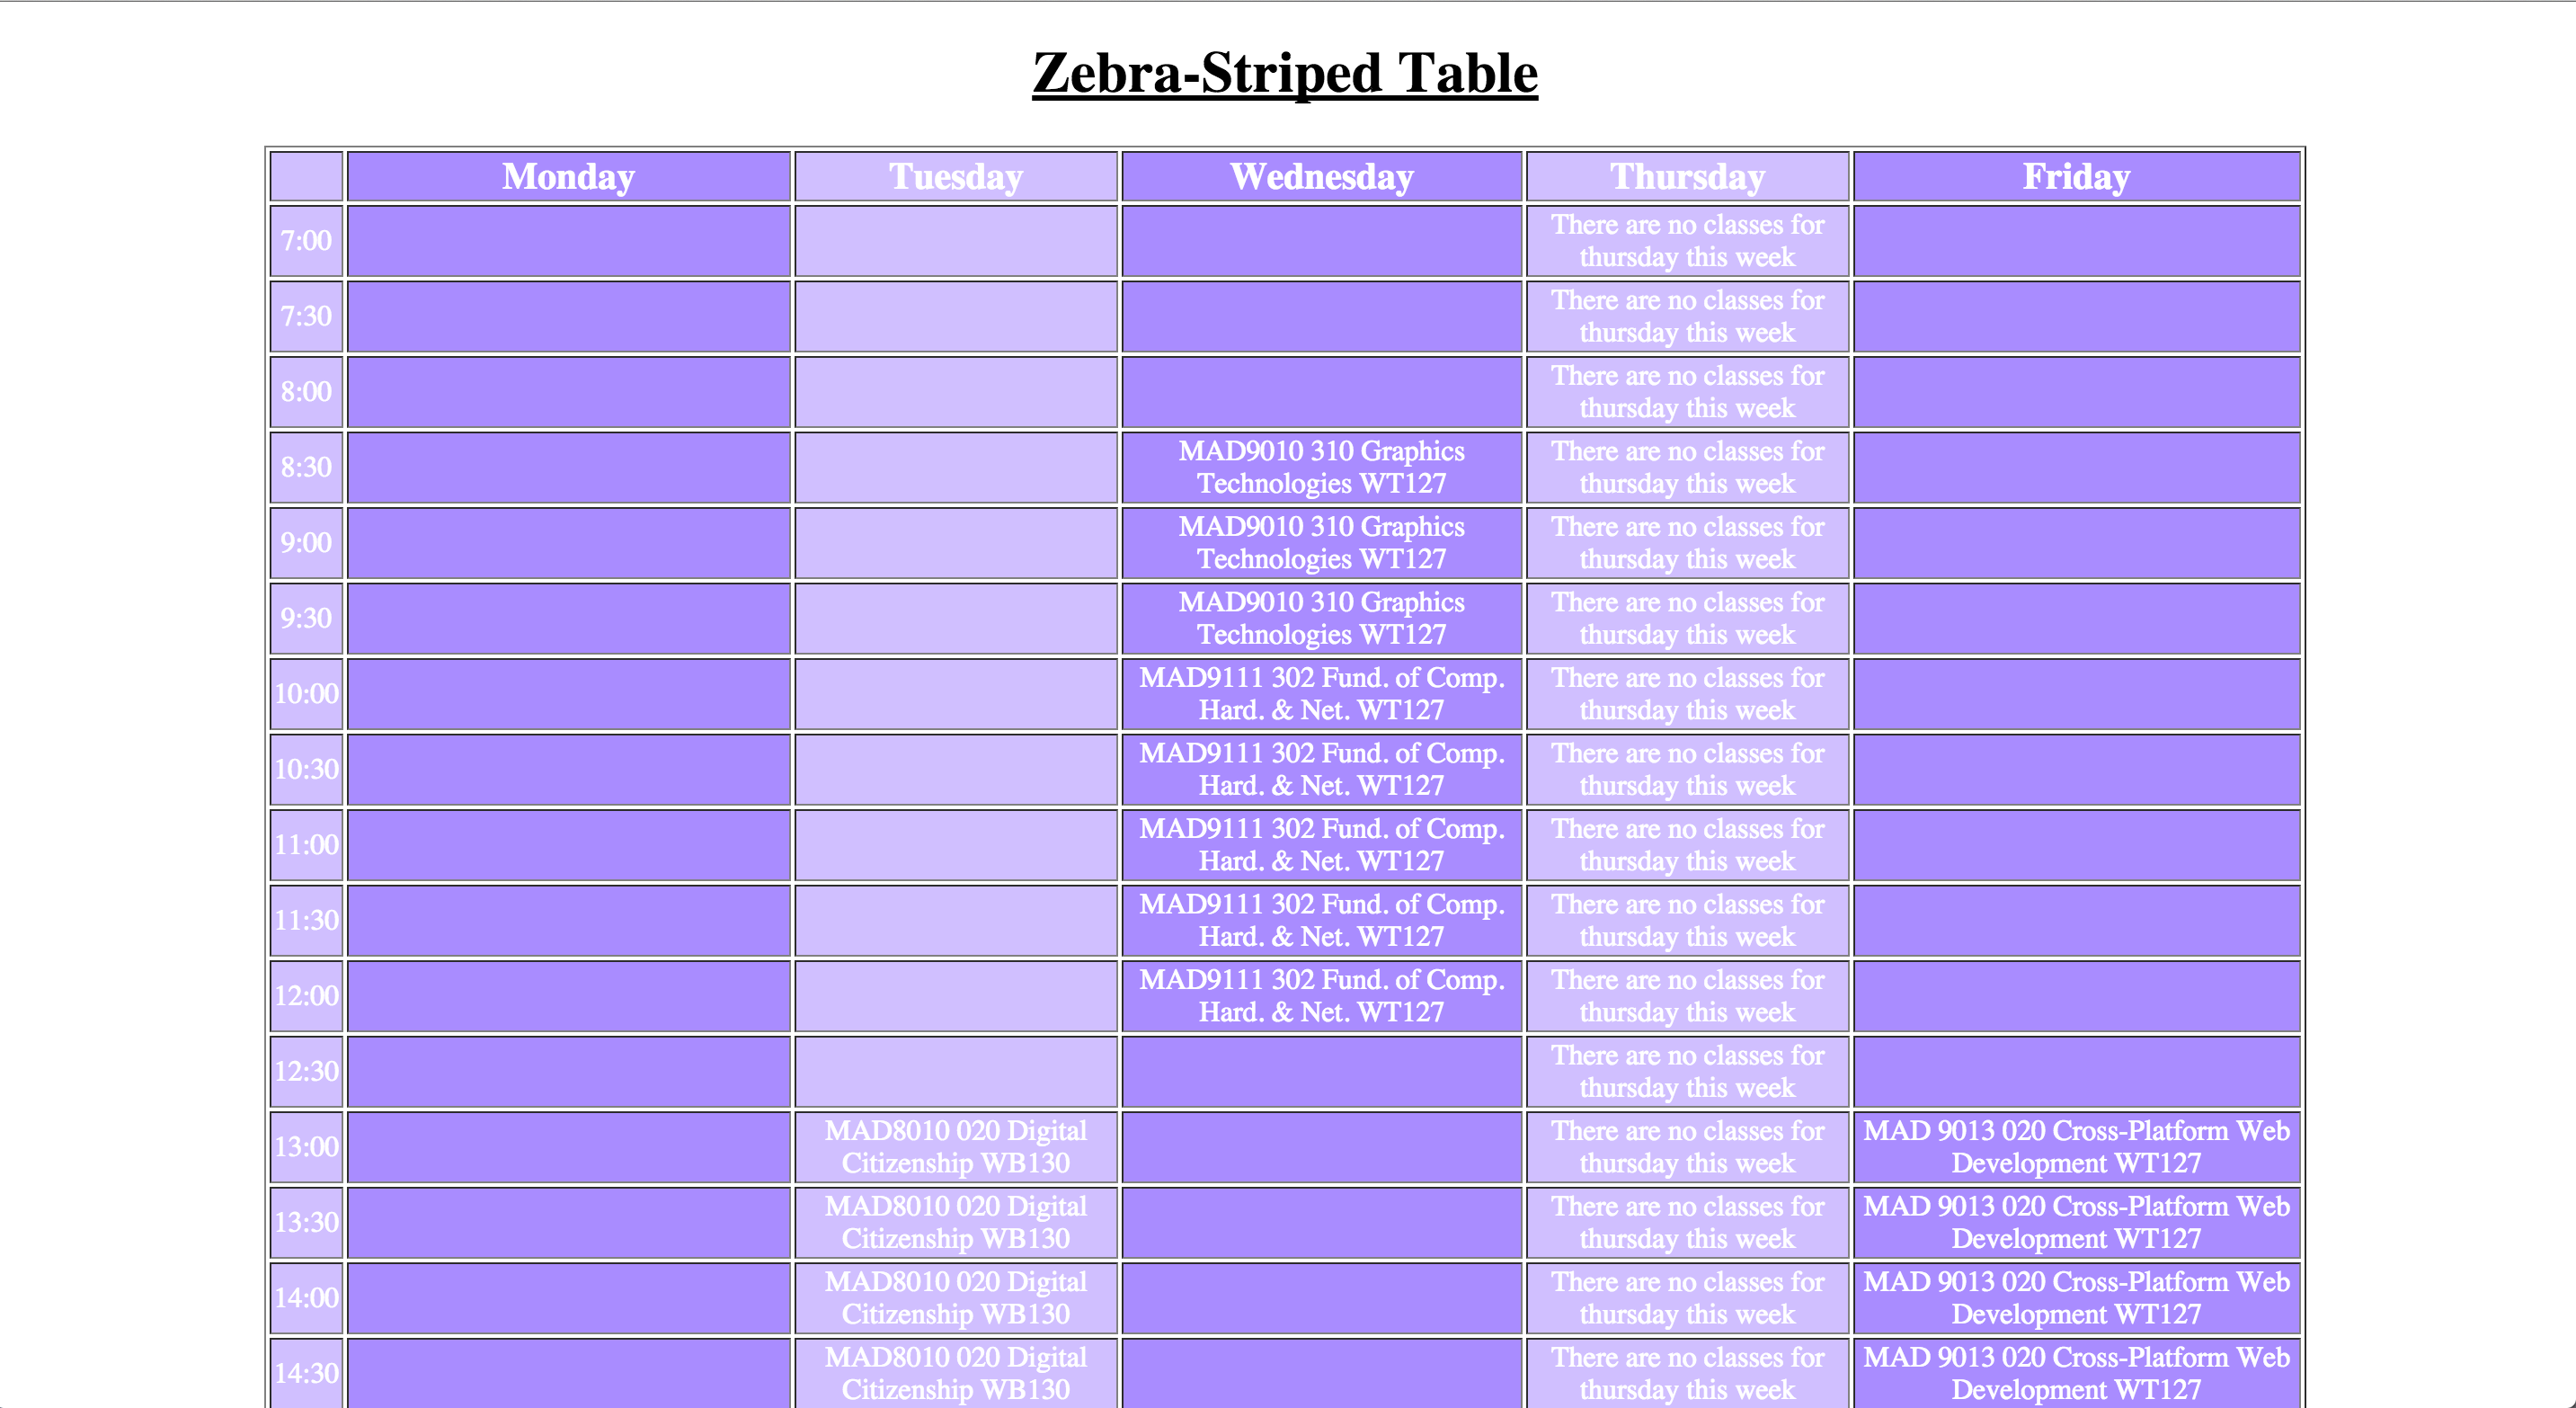 Zebra-Striped Table
Monday Tuesday Wednesday Thursday Friday
7:00 There are no classes for
thursday this week
7:30 There are no classes for
thursday this week
8:00 There are no classes for
thursday this week
8:30 MAD9010 310 Graphics
Technologies WT127
There are no classes for
thursday this week
9:00 MAD9010 310 Graphics
Technologies WT127
There are no classes for
thursday this week
9:30 MAD9010 310 Graphics
Technologies WT127
There are no classes for
thursday this week
10:00 MAD9111 302 Fund. of Comp.
Hard. & Net. WT127
There are no classes for
thursday this week
10:30 MAD9111 302 Fund. of Comp.
Hard. & Net. WT127
There are no classes for
thursday this week
11:00 MAD9111 302 Fund. of Comp.
Hard. & Net. WT127
There are no classes for
thursday this week
11:30 MAD9111 302 Fund. of Comp.
Hard. & Net. WT127
There are no classes for
thursday this week
12:00 MAD9111 302 Fund. of Comp.
Hard. & Net. WT127
There are no classes for
thursday this week
12:30 There are no classes for
thursday this week
13:00 MAD8010 020 Digital
Citizenship WB130
There are no classes for
thursday this week
MAD 9013 020 Cross-Platform Web
Development WT127
13:30 MAD8010 020 Digital
Citizenship WB130
There are no classes for
thursday this week
MAD 9013 020 Cross-Platform Web
Development WT127
14:00 MAD8010 020 Digital
Citizenship WB130
There are no classes for
thursday this week
MAD 9013 020 Cross-Platform Web
Development WT127
14:30 MAD8010 020 Digital
Citizenship WB130
There are no classes for
thursday this week
MAD 9013 020 Cross-Platform Web
Development WT127